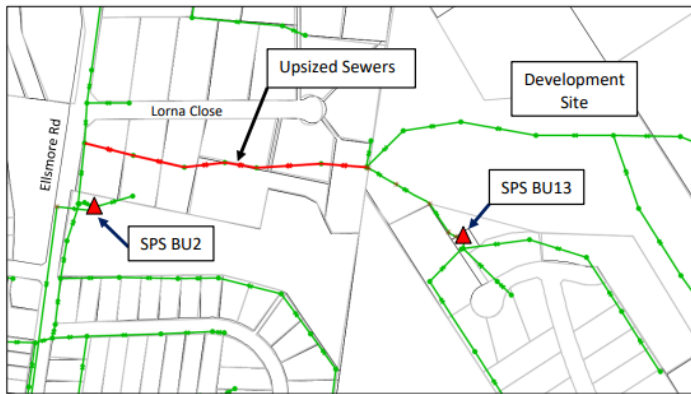 Upsized Sewers
Development
Site
Lorna Close
Ellsmore Rd
SPS BU13
SPS BU2